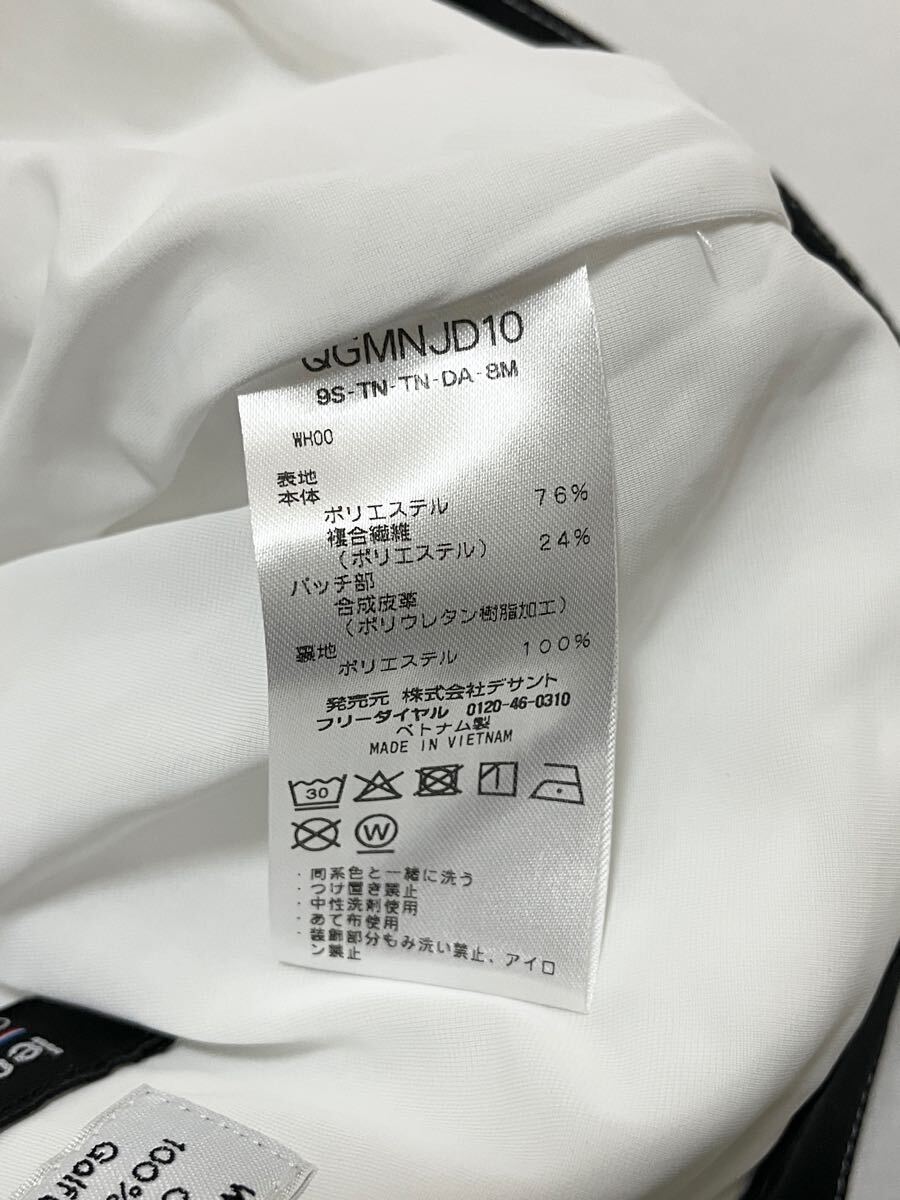 QGMNJD10
9S-TN-TN-DA-8M
WH00
表地
本体
ポリエステル 76%
複合繊維
(ポリエステル) 24%
パッチ部
合成皮革
(ポリウレタン樹脂加工)
裏地
ポリエステル 100%
発売元 株式会社デサント
フリーダイヤル 0120-46-0310
ベトナム製
MADE IN VIETNAM
30
W
・同系色と一緒に洗う
・つけ置き禁止
・中性洗剤使用
・あて布使用
・装飾部分もみ洗い禁止、アイロ
ン禁止
100%